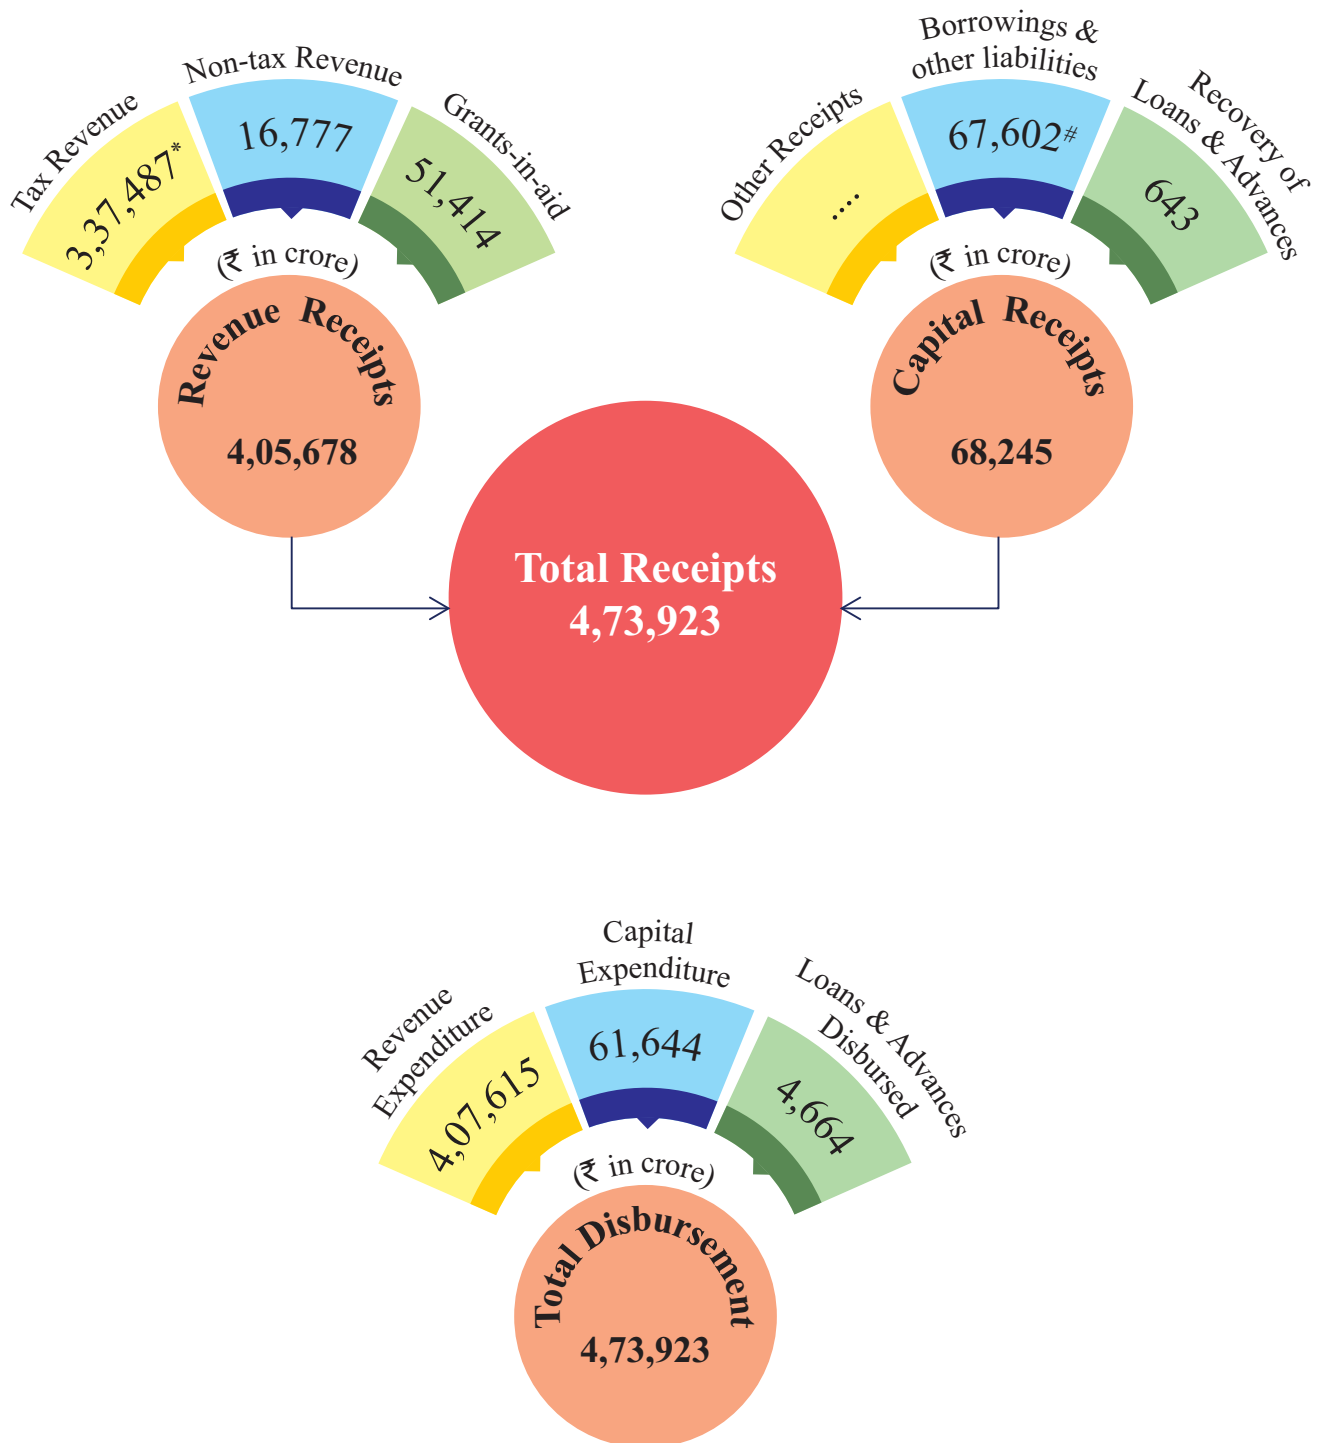 Tax Revenue
3,37,487*
Non-tax Revenue
16,777
Grants-in-aid
51,414
(₹ in crore)
Revenue Receipts
4,05,678
Other Receipts
....
Borrowings &
other liabilities
67,602#
Recovery of
Loans & Advances
643
(₹ in crore)
Capital Receipts
68,245
Total Receipts
4,73,923
Revenue
Expenditure
4,07,615
Capital
Expenditure
61,644
Loans & Advances
Disbursed
4,664
(₹ in crore)
Total Disbursement
4,73,923